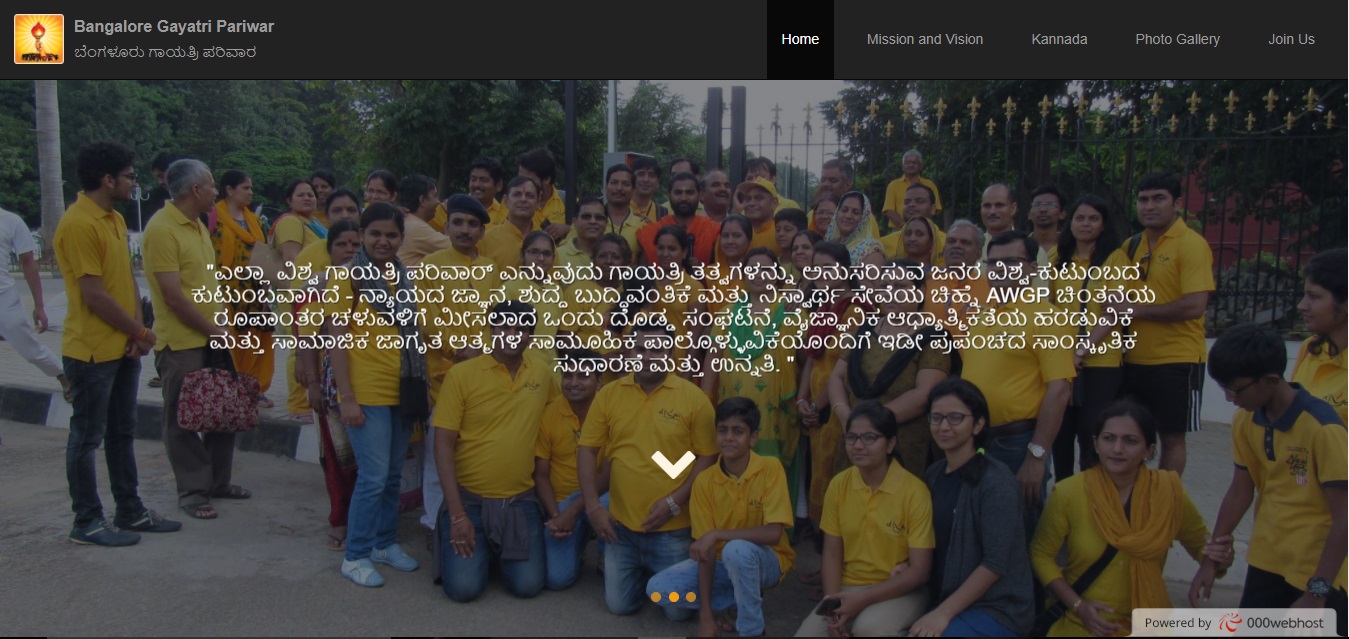 Bangalore Gayatri Pariwar
ಬೆಂಗಳೂರು ಗಾಯತ್ರಿ ಪರಿವಾರ
Home Mission and Vision Kannada Photo Gallery Join Us
"ಎಲ್ಲಾ ವಿಶ್ವ ಗಾಯತ್ರಿ ಪರಿವಾರ್ ಎನ್ನುವುದು ಗಾಯತ್ರಿ ತತ್ವಗಳನ್ನು ಅನುಸರಿಸುವ ಜನರ ವಿಶ್ವ-ಕುಟುಂಬದ
ಕುಟುಂಬವಾಗಿದೆ - ನ್ಯಾಯದ ಜ್ಞಾನ, ಶುದ್ಧ ಬುದ್ಧಿವಂತಿಕೆ ಮತ್ತು ನಿಸ್ವಾರ್ಥ ಸೇವೆಯ ಚಿಹ್ನೆ AWGP ಚಿಂತನೆಯ
ರೂಪಾಂತರ ಚಳುವಳಿಗೆ ಮೀಸಲಾದ ಒಂದು ದೊಡ್ಡ ಸಂಘಟನೆ, ವೈಜ್ಞಾನಿಕ ಆಧ್ಯಾತ್ಮಿಕತೆಯ ಹರಡುವಿಕೆ
ಮತ್ತು ಸಾಮಾಜಿಕ ಜಾಗೃತ ಆತ್ಮಗಳ ಸಾಮೂಹಿಕ ಪಾಲ್ಗೊಳ್ಳುವಿಕೆಯೊಂದಿಗೆ ಇಡೀ ಪ್ರಪಂಚದ ಸಾಂಸ್ಕೃತಿಕ
ಸುಧಾರಣೆ ಮತ್ತು ಉನ್ನತಿ. "
Powered by 000webhost